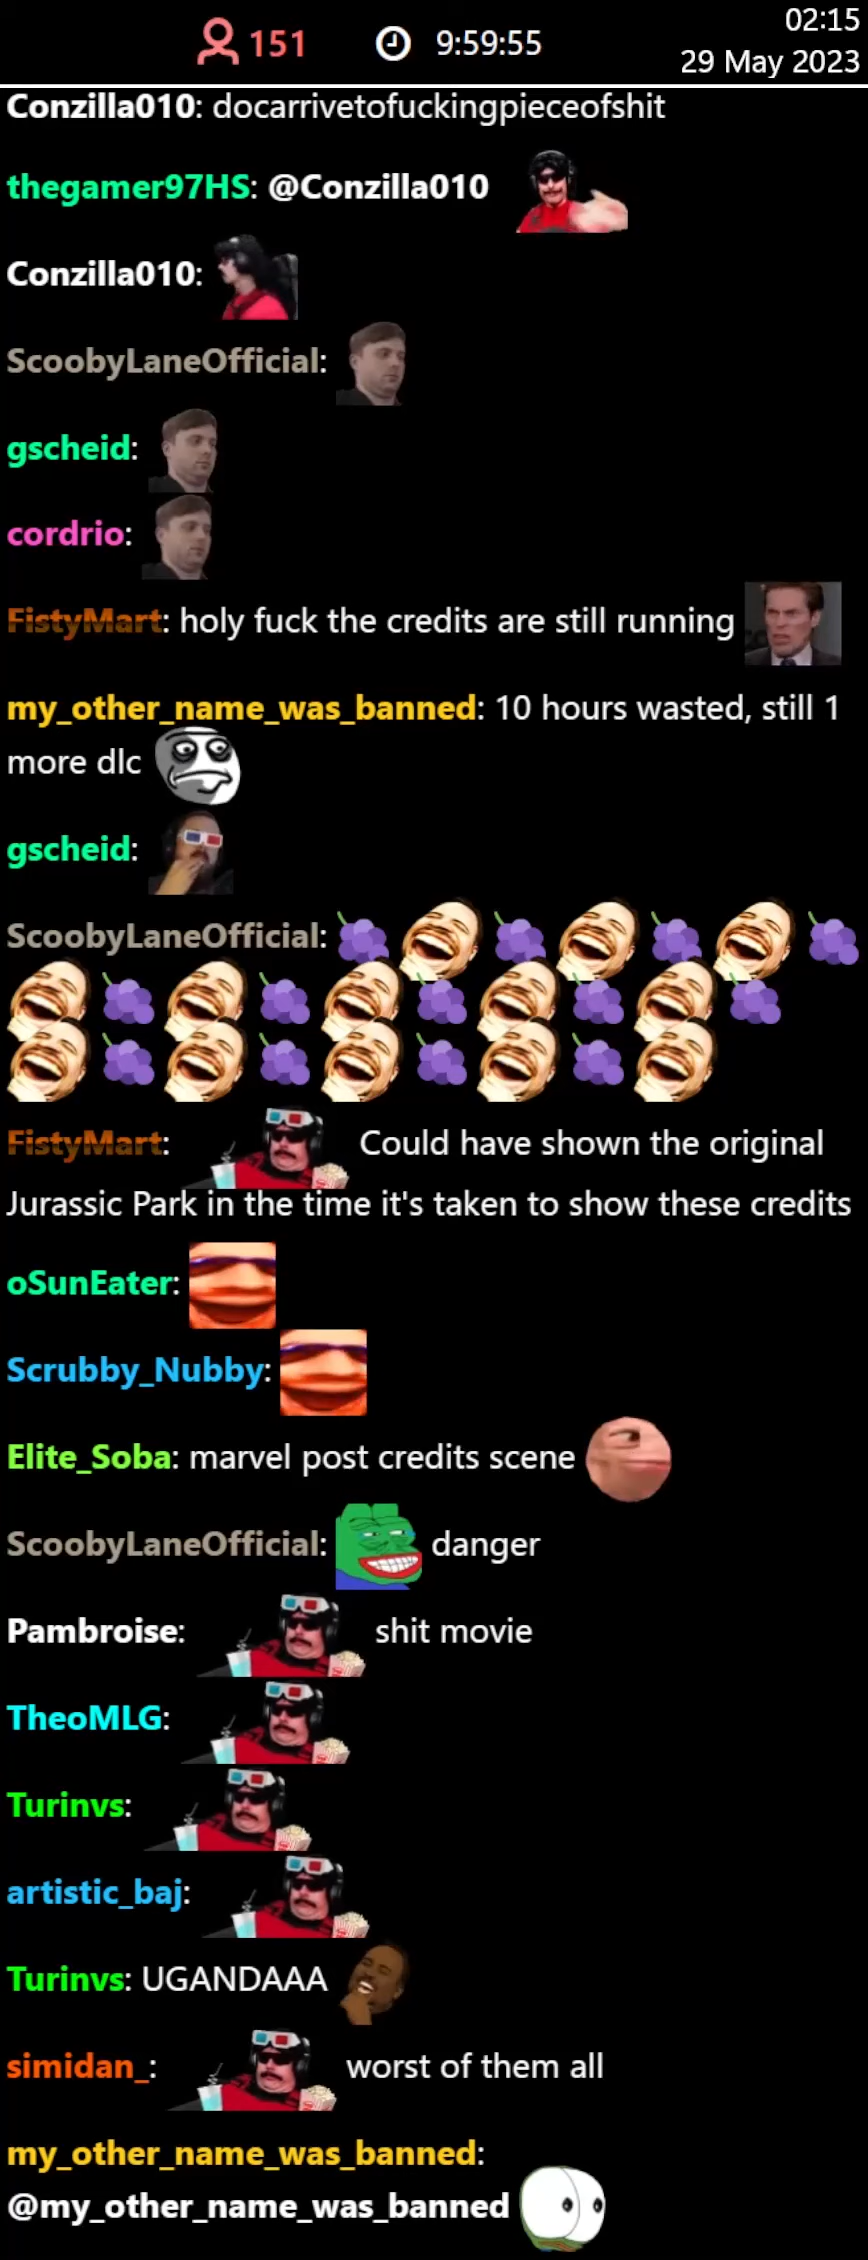 151 9:59:55 02:15
29 May 2023
Conzilla010: docarrivetofuckingpieceofshit
thegamer97HS: @Conzilla010
Conzilla010:
ScoobyLaneOfficial:
gscheid:
cordrio:
FistyMart: holy fuck the credits are still running
my_other_name_was_banned: 10 hours wasted, still 1
more dlc
gscheid:
ScoobyLaneOfficial:
FistyMart: Could have shown the original
Jurassic Park in the time it's taken to show these credits
oSunEater:
Scrubby_Nubby:
Elite_Soba: marvel post credits scene
ScoobyLaneOfficial: danger
Pambroise: shit movie
TheoMLG:
Turinvs:
artistic_baj:
Turinvs: UGANDAAA
simidan_: worst of them all
my_other_name_was_banned:
@my_other_name_was_banned